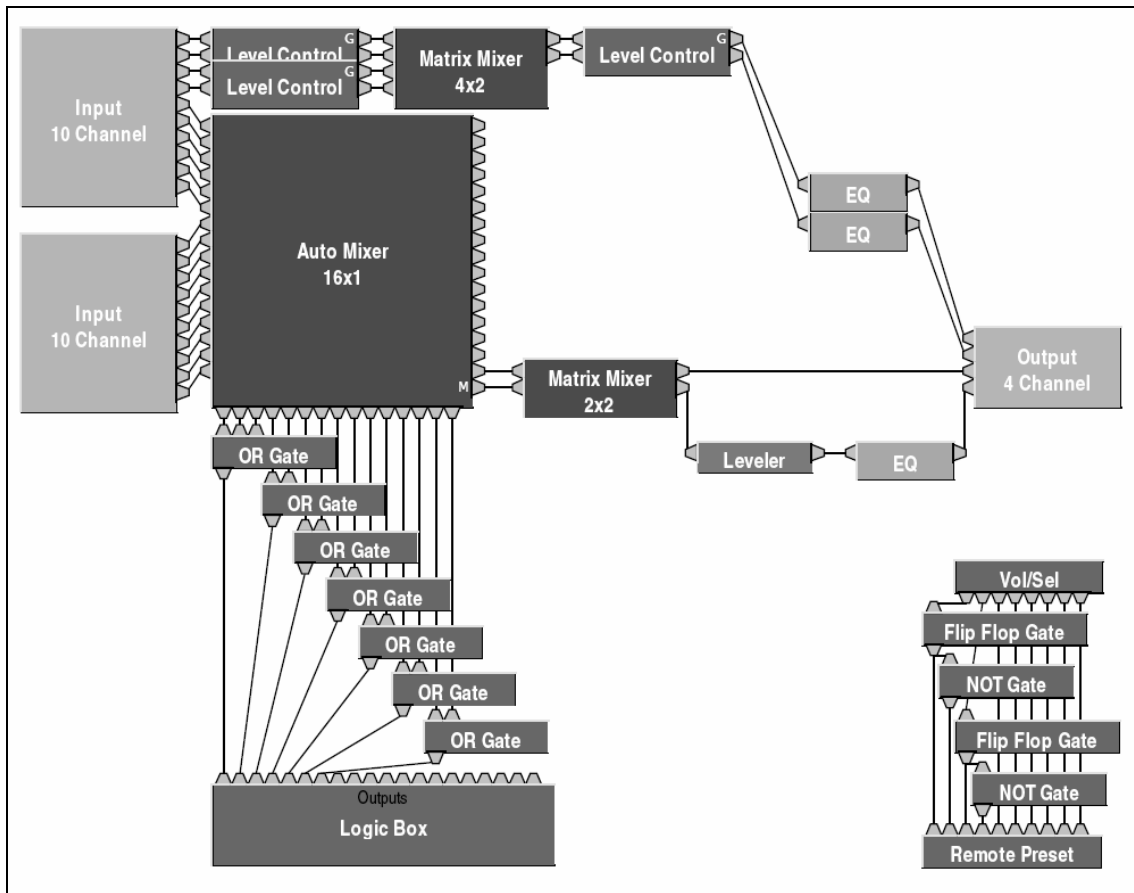 Input
10 Channel
Level Control
G
Level Control
G
Matrix Mixer
4x2
Level Control
G
EQ
EQ
Input
10 Channel
Auto Mixer
16x1
M
Matrix Mixer
2x2
Output
4 Channel
Leveler
EQ
OR Gate
OR Gate
OR Gate
OR Gate
OR Gate
OR Gate
OR Gate
Outputs
Logic Box
Vol/Sel
Flip Flop Gate
NOT Gate
Flip Flop Gate
NOT Gate
Remote Preset